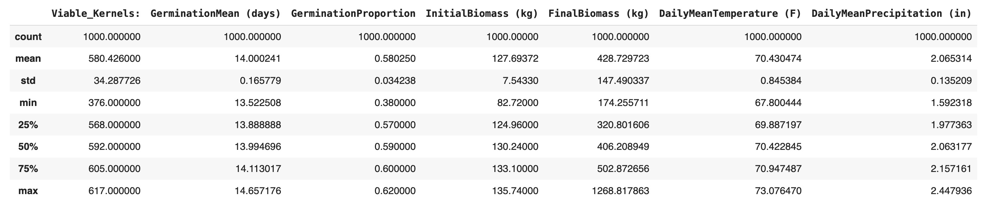 Viable_Kernels: GerminationMean (days) GerminationProportion InitialBiomass (kg) FinalBiomass (kg) DailyMeanTemperature (F) DailyMeanPrecipitation (in)
count 1000.000000 1000.000000 1000.000000 1000.00000 1000.000000 1000.000000 1000.000000
mean 580.426000 14.000241 0.580250 127.69372 428.729723 70.430474 2.065314
std 34.287726 0.165779 0.034238 7.54330 147.490337 0.845384 0.135209
min 376.000000 13.522508 0.380000 82.72000 174.255711 67.800444 1.592318
25% 568.000000 13.888888 0.570000 124.96000 320.801606 69.887197 1.977363
50% 592.000000 13.994696 0.590000 130.24000 406.208949 70.422845 2.063177
75% 605.000000 14.113017 0.600000 133.10000 502.872656 70.947487 2.157161
max 617.000000 14.657176 0.620000 135.74000 1268.817863 73.076470 2.447936